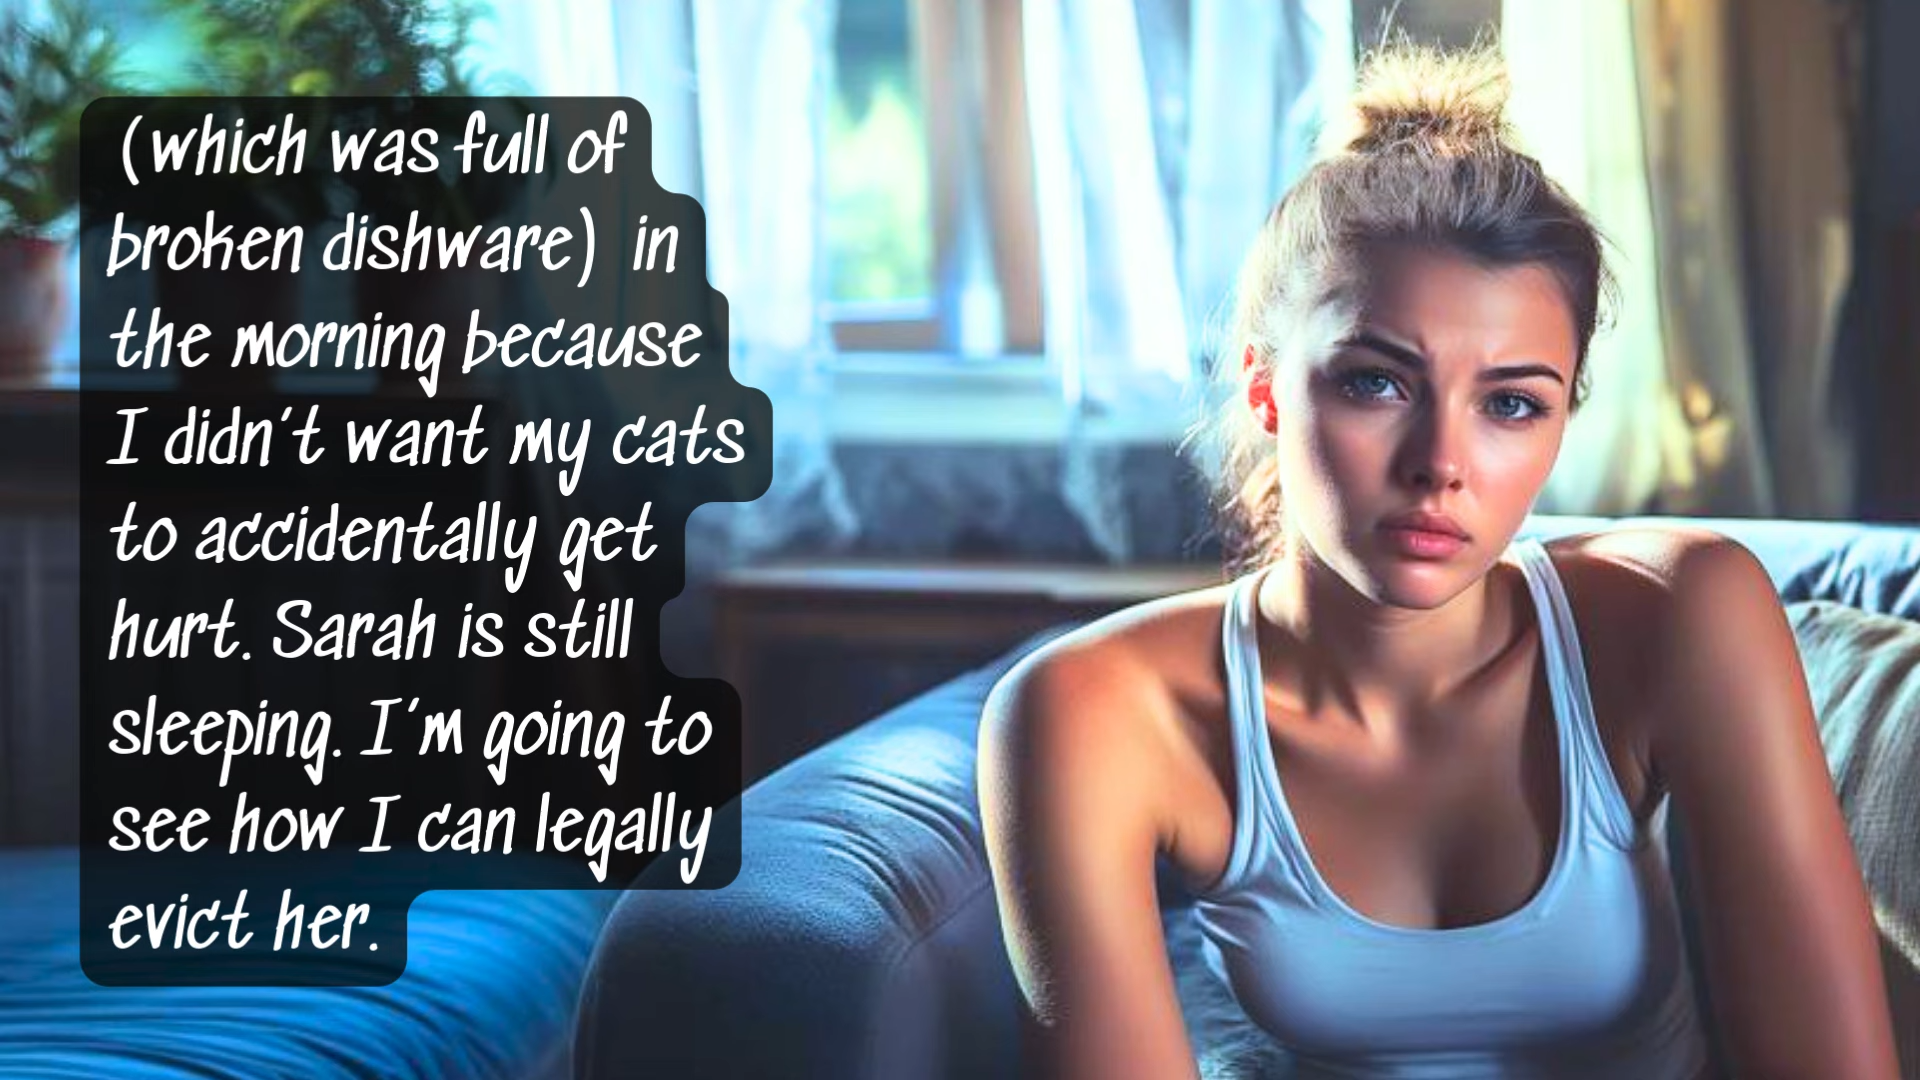 (which was full of
broken dishware) in
the morning because
I didn't want my cats
to accidentally get
hurt. Sarah is still
sleeping. I'm going to
see how I can legally
evict her.